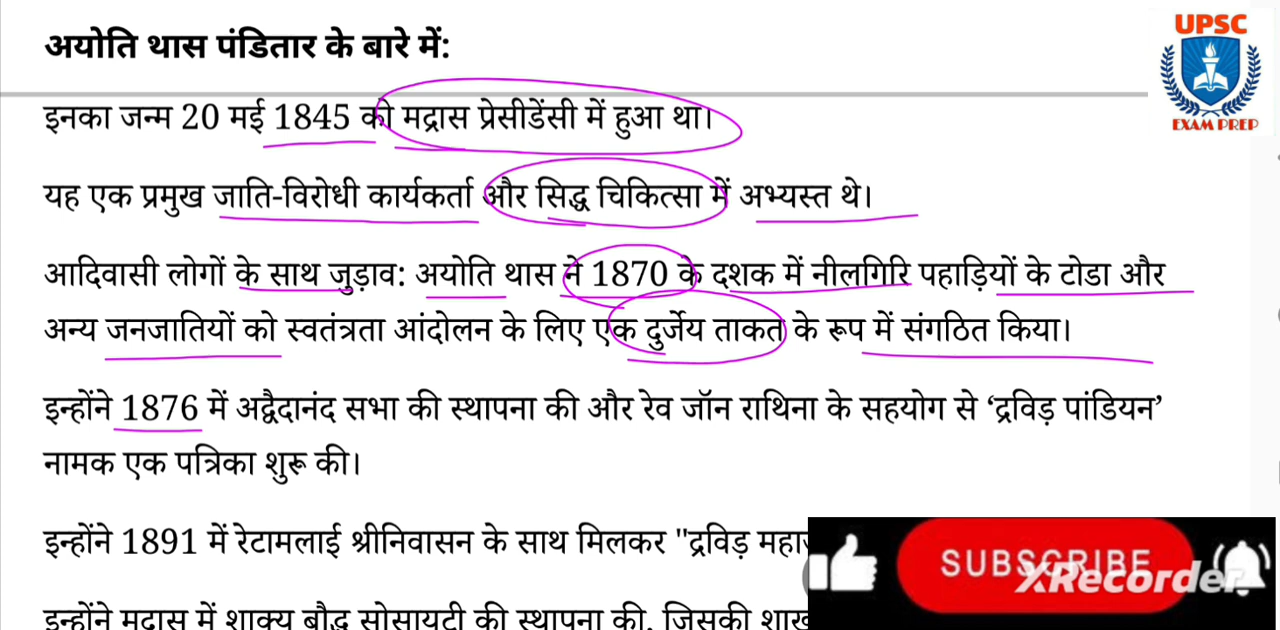 अयोति थास पंडितार के बारे में:
UPSC
EXAM PREP
इनका जन्म 20 मई 1845 को मद्रास प्रेसीडेंसी में हुआ था।
यह एक प्रमुख जाति-विरोधी कार्यकर्ता और सिद्ध चिकित्सा में अभ्यस्त थे।
आदिवासी लोगों के साथ जुड़ाव: अयोति थास ने 1870 के दशक में नीलगिरि पहाड़ियों के टोडा और
अन्य जनजातियों को स्वतंत्रता आंदोलन के लिए एक दुर्जेय ताकत के रूप में संगठित किया।
इन्होंने 1876 में अद्वैदानंद सभा की स्थापना की और रेव जॉन राथिना के सहयोग से ‘द्रविड़ पांडियन’
नामक एक पत्रिका शुरू की।
इन्होंने 1891 में रेटामलाई श्रीनिवासन के साथ मिलकर "द्रविड़
SUBSCRIBE
XRecorder
इन्होंने मद्रास में शाक्य बौद्ध सोसायटी की स्थापना की, जिसकी